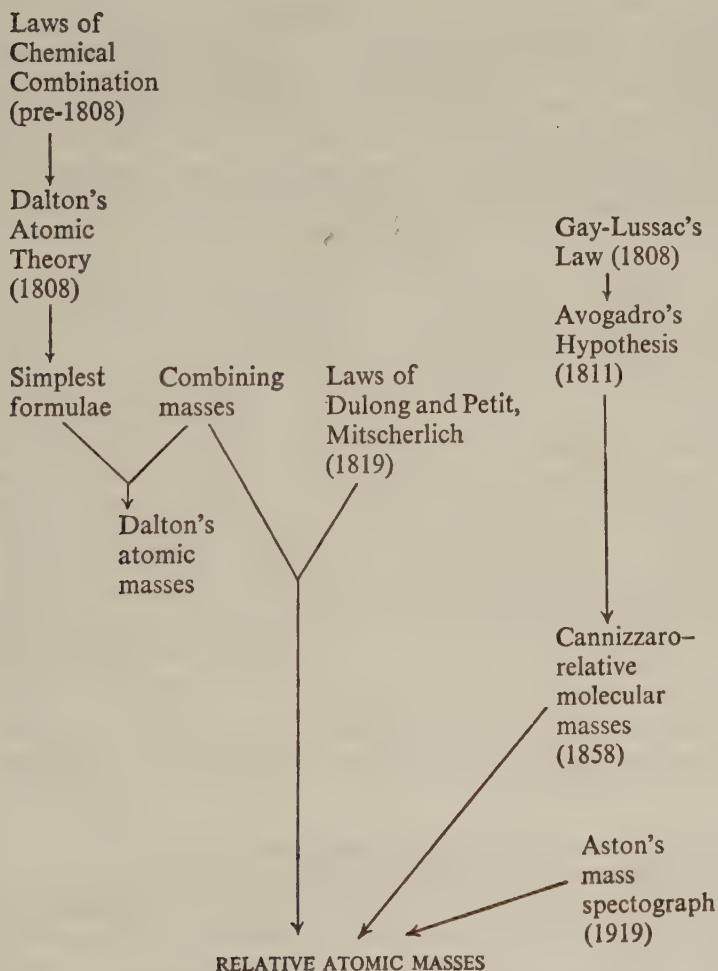 Laws of
Chemical
Combination
(pre-1808)
Dalton's
Atomic
Theory
(1808)
Gay-Lussac's
Law (1808)
Avogadro's
Hypothesis
(1811)
Simplest
formulae
Combining
masses
Laws of
Dulong and Petit,
Mitscherlich
(1819)
Dalton's
atomic
masses
Cannizzaro–
relative
molecular
masses
(1858)
Aston's
mass
spectograph
(1919)
RELATIVE ATOMIC MASSES